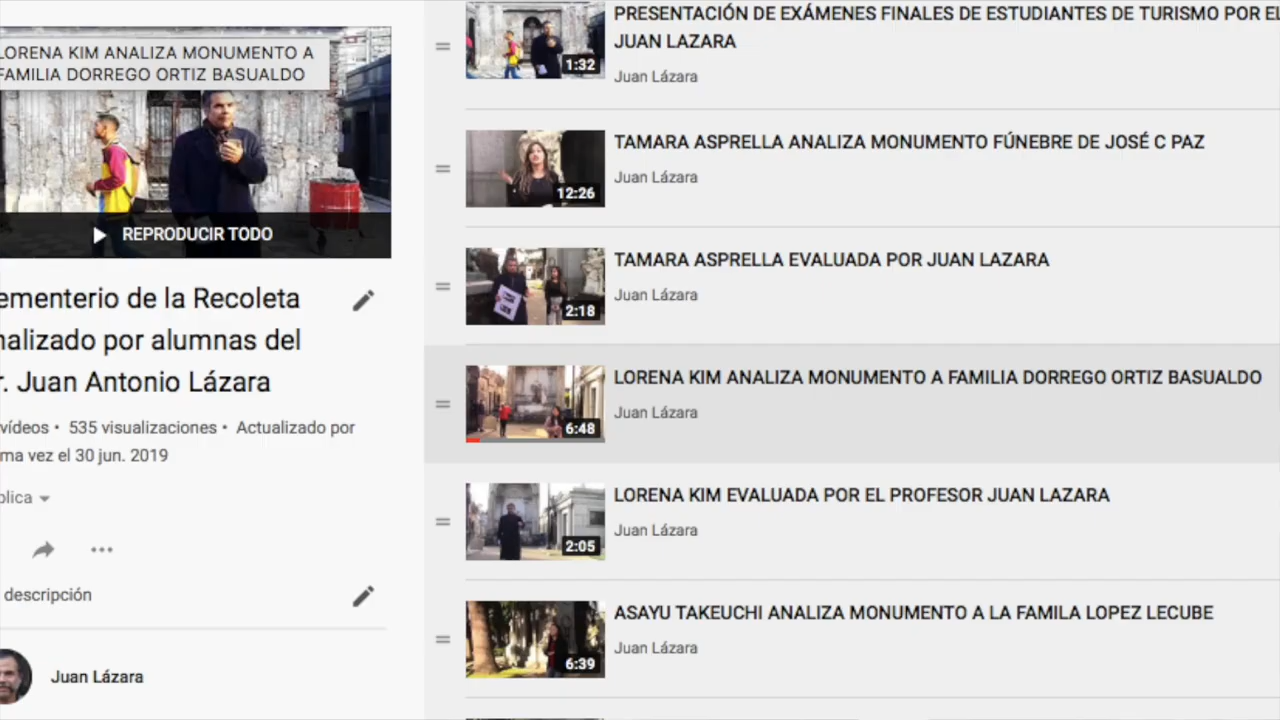 LORENA KIM ANALIZA MONUMENTO A
FAMILIA DORREGO ORTIZ BASUALDO
REPRODUCIR TODO
ementerio de la Recoleta
nalizado por alumnas del
r. Juan Antonio Lázara
vídeos • 535 visualizaciones • Actualizado por
ma vez el 30 jun. 2019
blica
descripción
Juan Lázara
PRESENTACIÓN DE EXÁMENES FINALES DE ESTUDIANTES DE TURISMO POR EL
JUAN LAZARA
1:32
Juan Lázara
TAMARA ASPRELLA ANALIZA MONUMENTO FÚNEBRE DE JOSÉ C PAZ
Juan Lázara
12:26
TAMARA ASPRELLA EVALUADA POR JUAN LAZARA
Juan Lázara
2:18
LORENA KIM ANALIZA MONUMENTO A FAMILIA DORREGO ORTIZ BASUALDO
Juan Lázara
6:48
LORENA KIM EVALUADA POR EL PROFESOR JUAN LAZARA
Juan Lázara
2:05
ASAYU TAKEUCHI ANALIZA MONUMENTO A LA FAMILA LOPEZ LECUBE
Juan Lázara
6:39